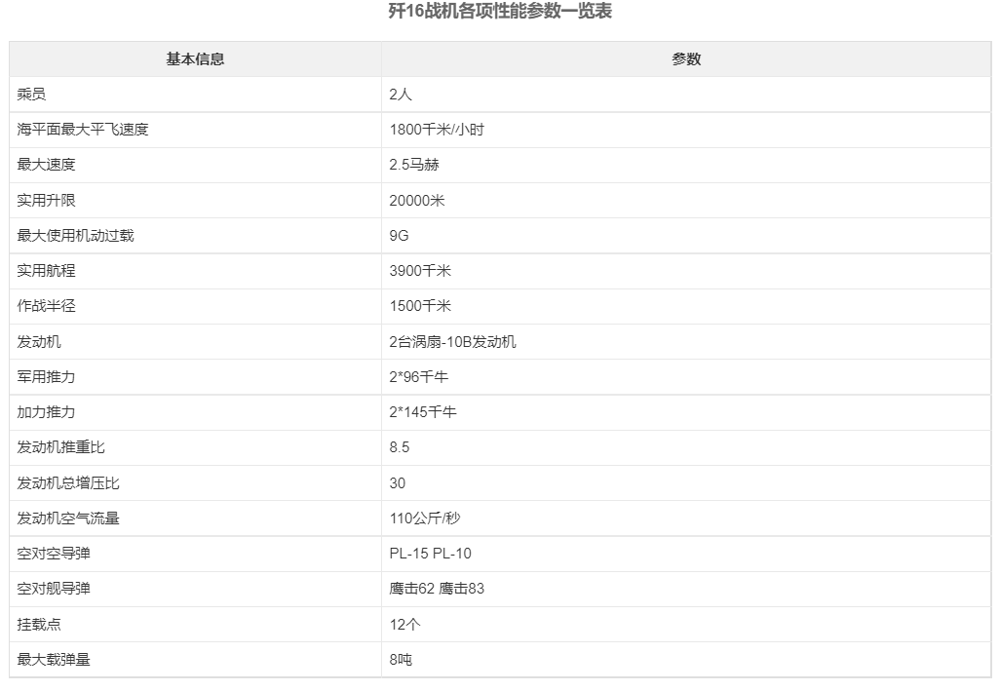 歼16战机各项性能参数一览表
基本信息 参数
乘员 2人
海平面最大平飞速度 1800千米/小时
最大速度 2.5马赫
实用升限 20000米
最大使用机动过载 9G
实用航程 3900千米
作战半径 1500千米
发动机 2台涡扇-10B发动机
军用推力 2*96千牛
加力推力 2*145千牛
发动机推重比 8.5
发动机总增压比 30
发动机空气流量 110公斤/秒
空对空导弹 PL-15 PL-10
空对舰导弹 鹰击62 鹰击83
挂载点 12个
最大载弹量 8吨